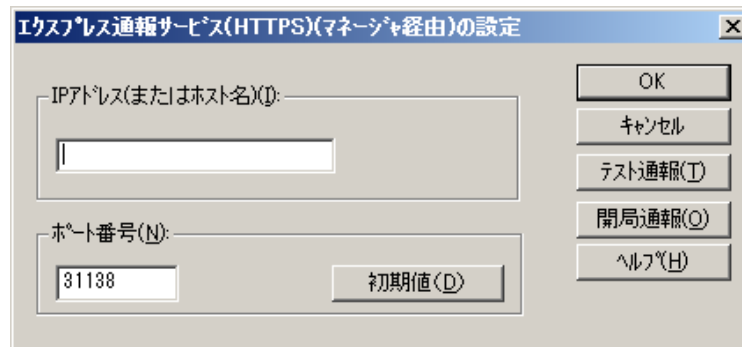 ｴｸｽﾌﾟﾚｽ通報ｻｰﾋﾞｽ(HTTPS)(ﾏﾈｰｼﾞｬ経由)の設定
IPｱﾄﾞﾚｽ(またはﾎｽﾄ名)(I):
ﾎﾟｰﾄ番号(N):
31138
初期値(D)
OK
ｷｬﾝｾﾙ
ﾃｽﾄ通報(T)
開局通報(O)
ﾍﾙﾌﾟ(H)